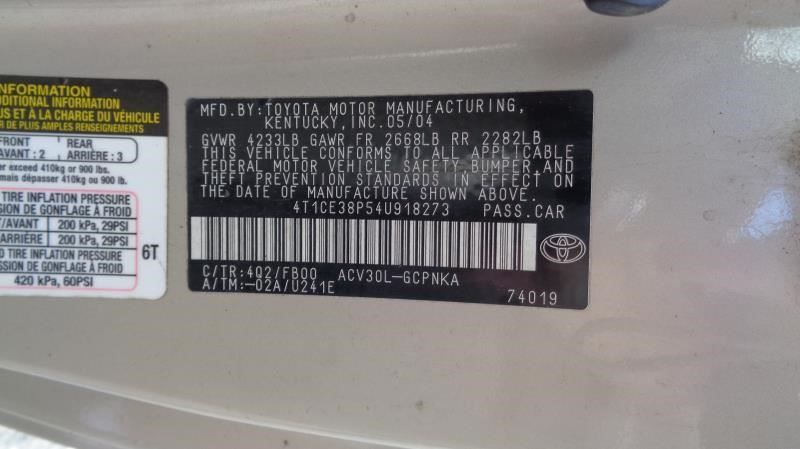 INFORMATION
DDITIONAL INFORMATION
US ET À LA CHARGE DU VÉHICULE
R DE PLUS AMPLES RENSEIGNEMENTS
FRONT REAR
AVANT : 2 ARRIÈRE : 3
er exceed 410kg or 900 lbs.
mais dépasser 410kg ou 900 lb.
TIRE INFLATION PRESSURE
N DE GONFLAGE À FROID
/AVANT 200 kPa, 29PSI
ARRIÈRE 200 kPa, 29PSI
6T
D TIRE INFLATION PRESSURE
N DE GONFLAGE À FROID
420 kPa, 60PSI
MFD.BY:TOYOTA MOTOR MANUFACTURING,
KENTUCKY,INC.05/04
GVWR 4233LB GAWR FR 2668LB RR 2282LB
THIS VEHICLE CONFORMS TO ALL APPLICABLE
FEDERAL MOTOR VEHICLE SAFETY,BUMPER,AND
THEFT PREVENTION STANDARDS IN EFFECT ON
THE DATE OF MANUFACTURE SHOWN ABOVE.
4T1CE38P54U918273 PASS.CAR
C/TR:4Q2/FB00 ACV30L-GCPNKA
A/TM:-02A/U241E
74019